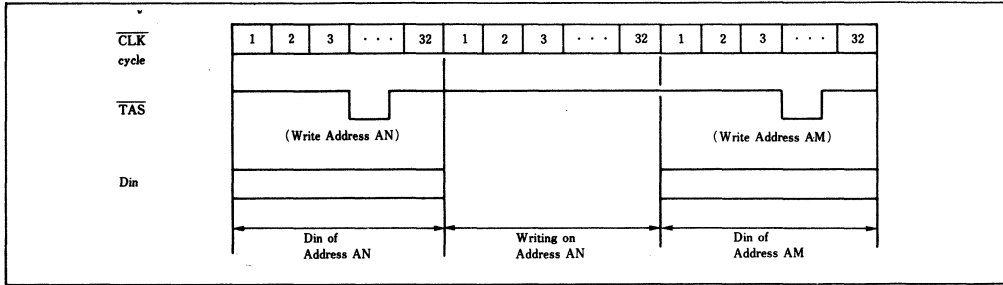 CLK 1 2 3 · · · 32 1 2 3 · · · 32 1 2 3 · · · 32
cycle
TAS
(Write Address AN) (Write Address AM)
Din
Din of Writing on Din of
Address AN Address AN Address AM